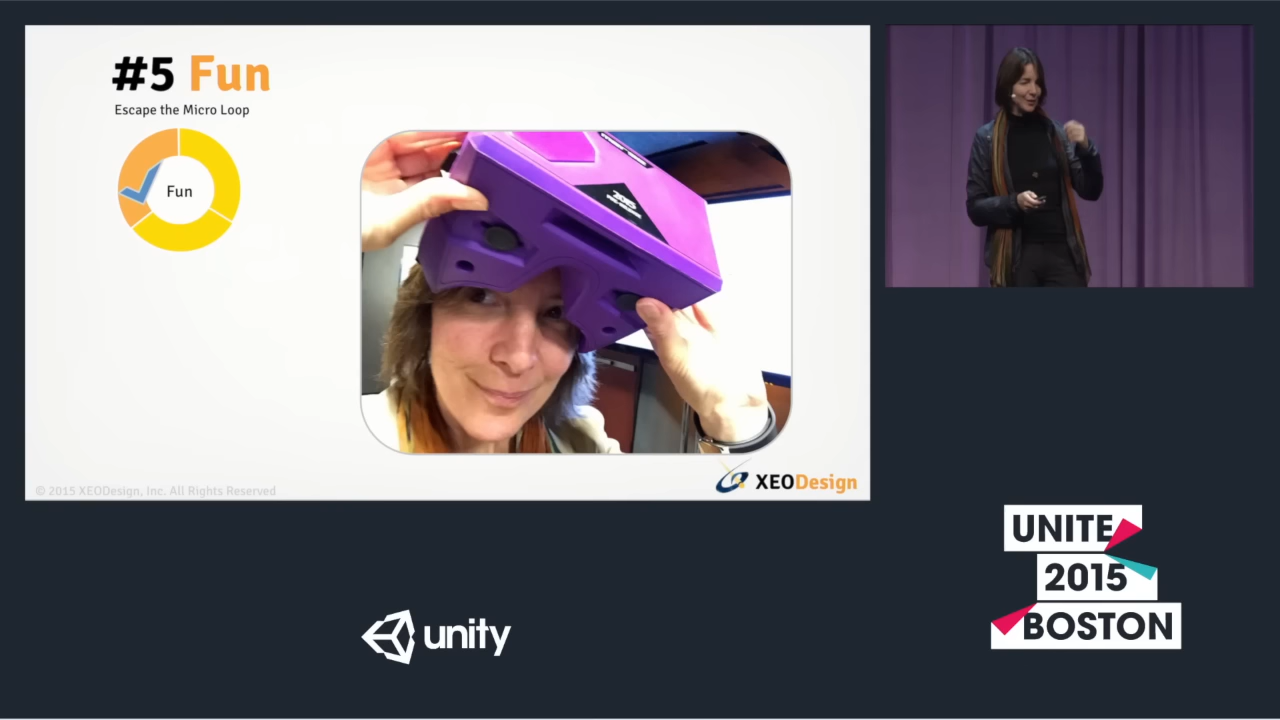 #5 Fun
Escape the Micro Loop
Fun
© 2015 XEODesign, Inc. All Rights Reserved
XEODesign
unity
UNITE
2015
BOSTON